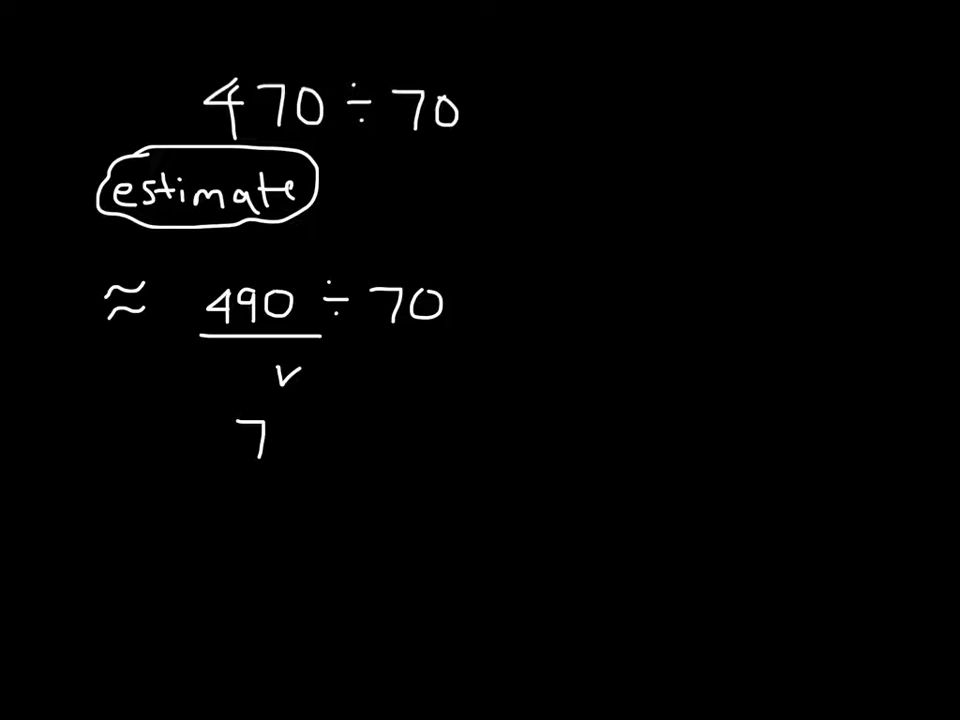 470 ÷ 70
estimate
≈ 490 ÷ 70
✓
7